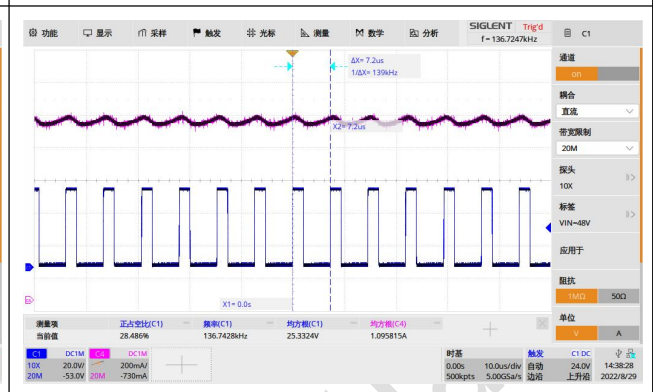 功能 显示 采样 触发 光标 测量 数学 分析 SIGLENT Trig'd C1
f = 136.7247kHz
ΔX= 7.2us
1/ΔX= 139kHz
X2= 7.2us
X1= 0.0s
通道
on
耦合
直流
带宽限制
20M
探头
10X
标签
VIN=48V
应用于
阻抗
1MΩ 50Ω
单位
V A
测量项 正占空比(C1) 频率(C1) 均方根(C1) 均方根(C4)
当前值 28.486% 136.7428kHz 25.3324V 1.095815A
C1 DC1M C4 DC1M 时基 触发 C1 DC
10X 20.0V/ 200mA/ 0.00s 10.0us/div 自动 24.0V 14:38:28
20M -53.0V 20M -730mA 500kpts 5.00GSa/s 边沿 上升沿 2022/8/29